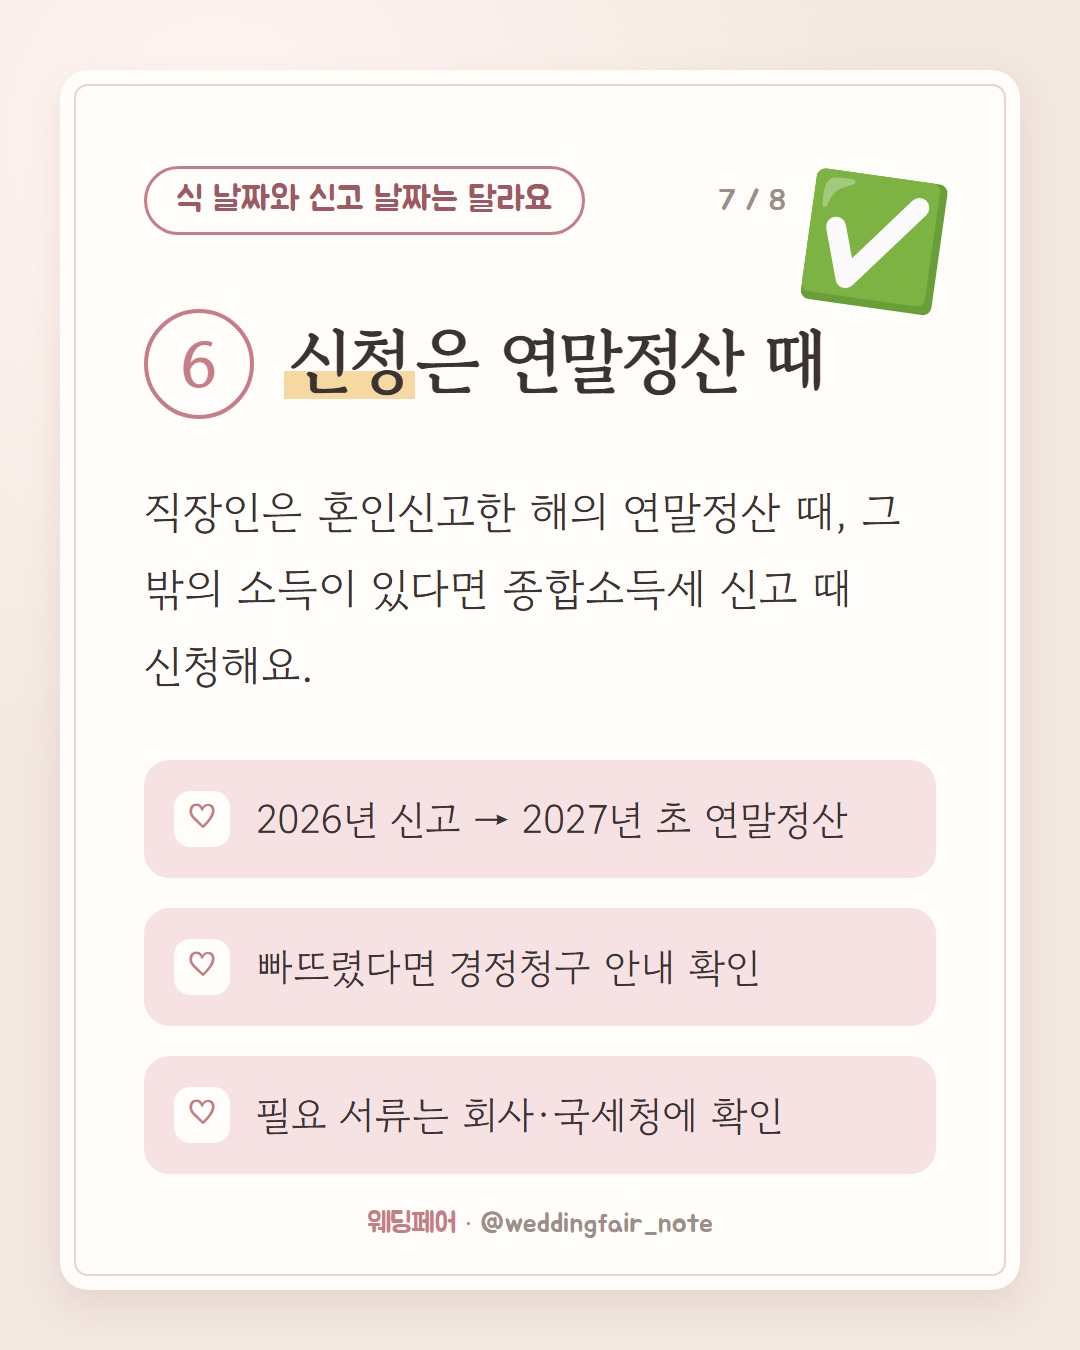 식 날짜와 신고 날짜는 달라요
7 / 8
6 신청은 연말정산 때
직장인은 혼인신고한 해의 연말정산 때, 그
밖의 소득이 있다면 종합소득세 신고 때
신청해요.
2026년 신고 → 2027년 초 연말정산
빠뜨렸다면 경정청구 안내 확인
필요 서류는 회사·국세청에 확인
웨딩페어 · @weddingfair_note